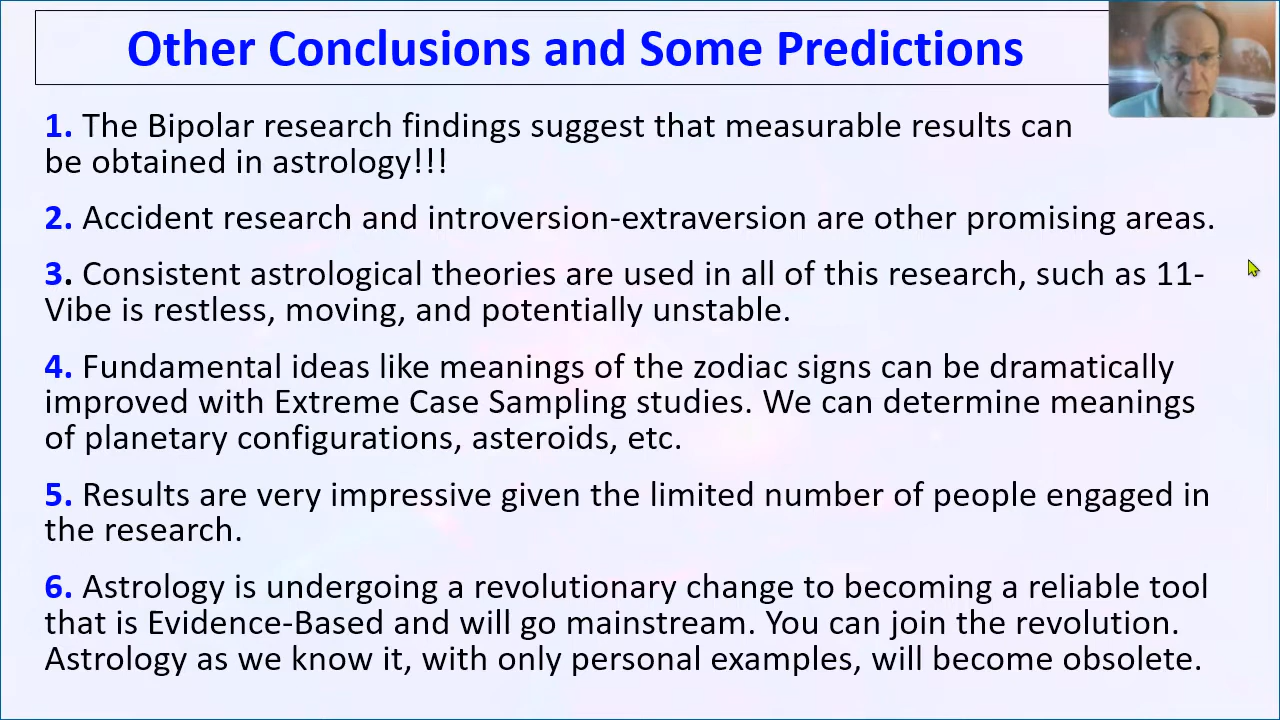 Other Conclusions and Some Predictions
1. The Bipolar research findings suggest that measurable results can
be obtained in astrology!!!
2. Accident research and introversion-extraversion are other promising areas.
3. Consistent astrological theories are used in all of this research, such as 11-
Vibe is restless, moving, and potentially unstable.
4. Fundamental ideas like meanings of the zodiac signs can be dramatically
improved with Extreme Case Sampling studies. We can determine meanings
of planetary configurations, asteroids, etc.
5. Results are very impressive given the limited number of people engaged in
the research.
6. Astrology is undergoing a revolutionary change to becoming a reliable tool
that is Evidence-Based and will go mainstream. You can join the revolution.
Astrology as we know it, with only personal examples, will become obsolete.